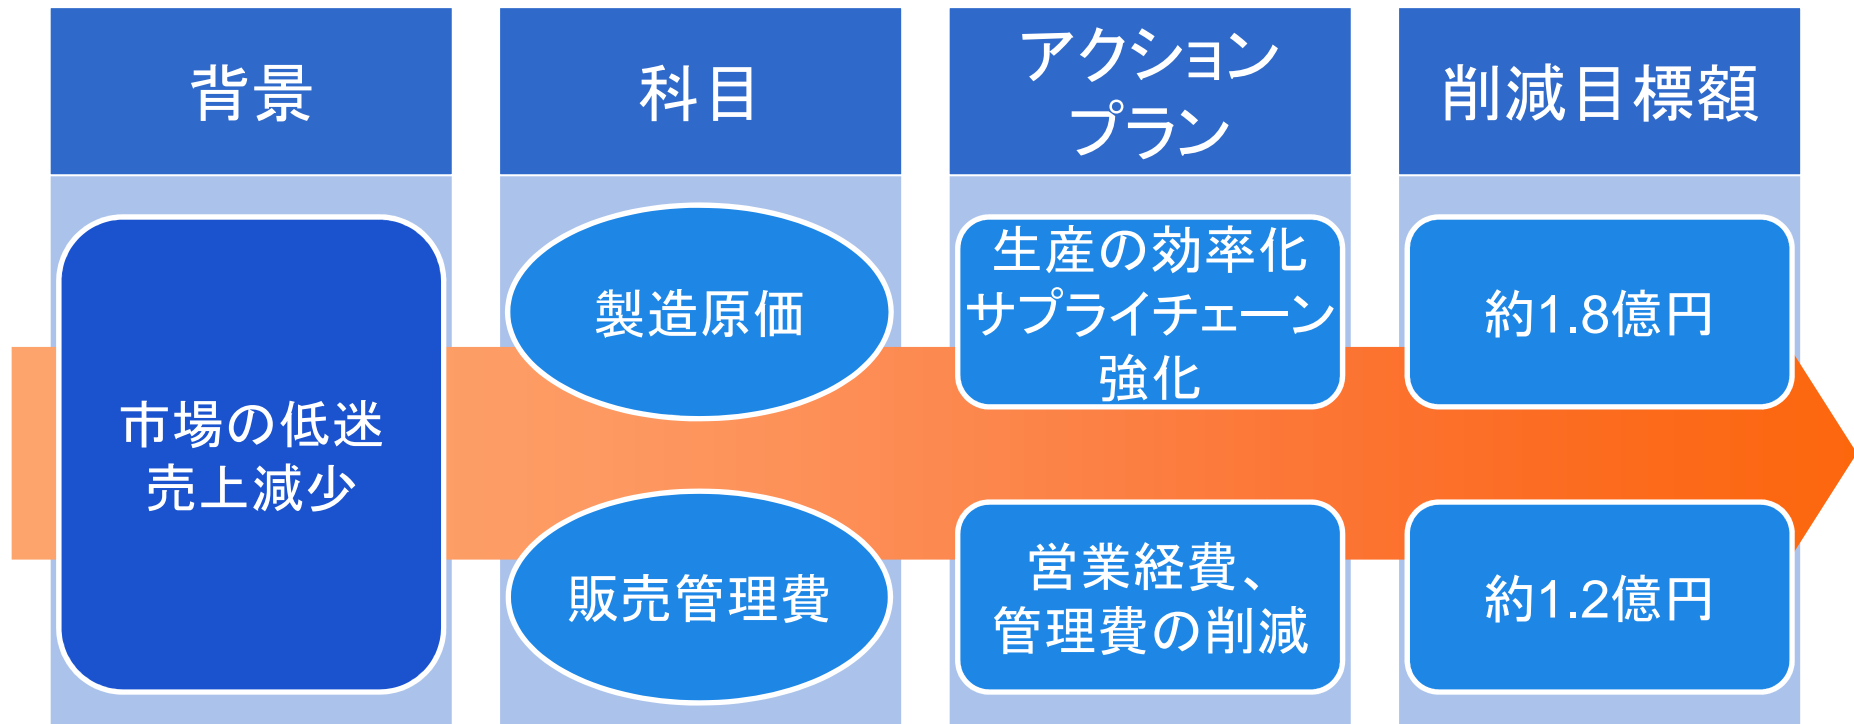 背景
科目
アクション
プラン
削減目標額
市場の低迷
売上減少
製造原価
生産の効率化
サプライチェーン
強化
約1.8億円
販売管理費
営業経費、
管理費の削減
約1.2億円